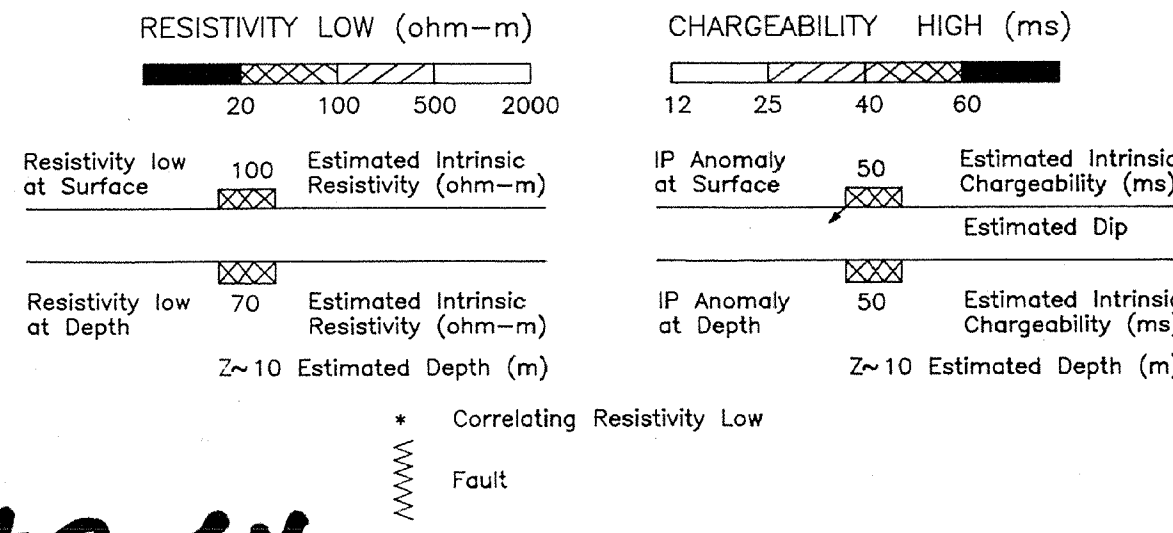 RESISTIVITY LOW (ohm-m)
20 100 500 2000
Resistivity low
at Surface
100
Estimated Intrinsic
Resistivity (ohm-m)
Resistivity low
at Depth
70
Estimated Intrinsic
Resistivity (ohm-m)
Z~10 Estimated Depth (m)
CHARGEABILITY HIGH (ms)
12 25 40 60
IP Anomaly
at Surface
50
Estimated Intrinsic
Chargeability (ms)
Estimated Dip
IP Anomaly
at Depth
50
Estimated Intrinsic
Chargeability (ms)
Z~10 Estimated Depth (m)
* Correlating Resistivity Low
Fault